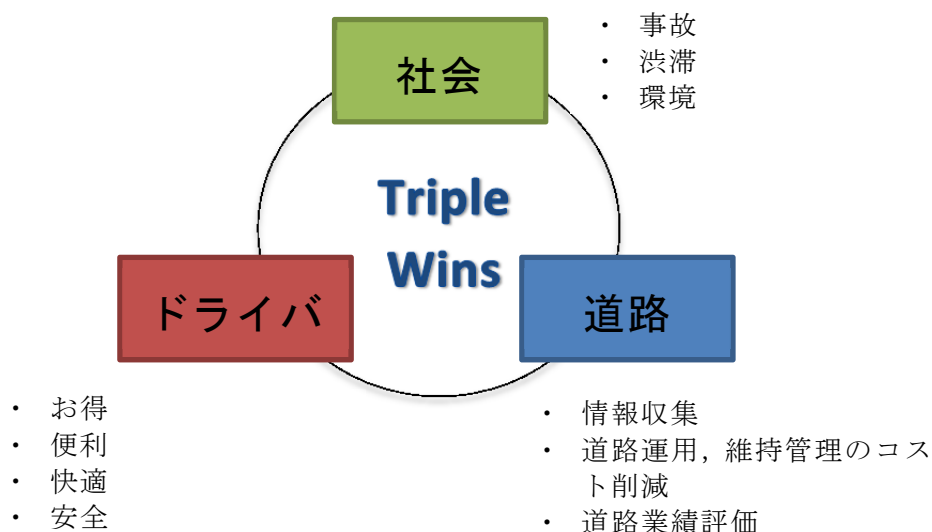 社会
・ 事故
・ 渋滞
・ 環境
Triple
Wins
ドライバ
道路
・ お得
・ 便利
・ 快適
・ 安全
・ 情報収集
・ 道路運用, 維持管理のコス
ト削減
・ 道路業績評価